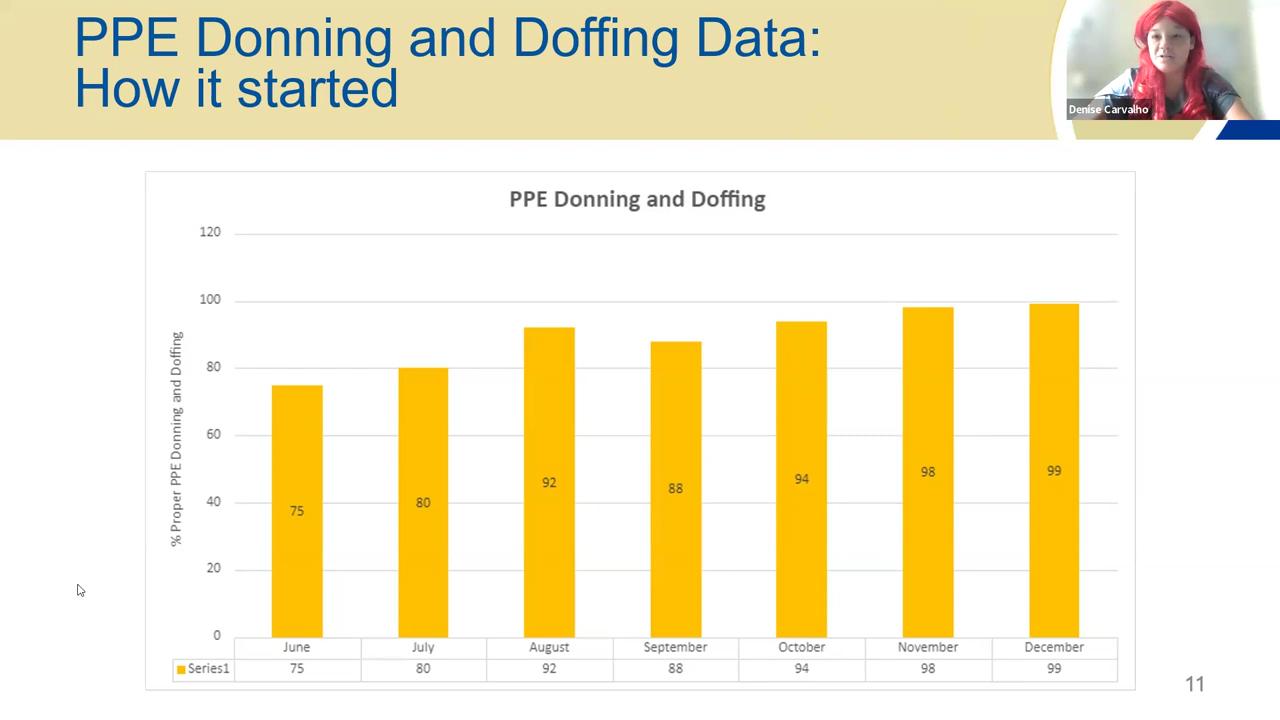 PPE Donning and Doffing Data:
How it started
Denise Carvalho
PPE Donning and Doffing
% Proper PPE Donning and Doffing
120
100
80
60
40
20
0
75
80
92
88
94
98
99
June July August September October November December
Series1 75 80 92 88 94 98 99
11